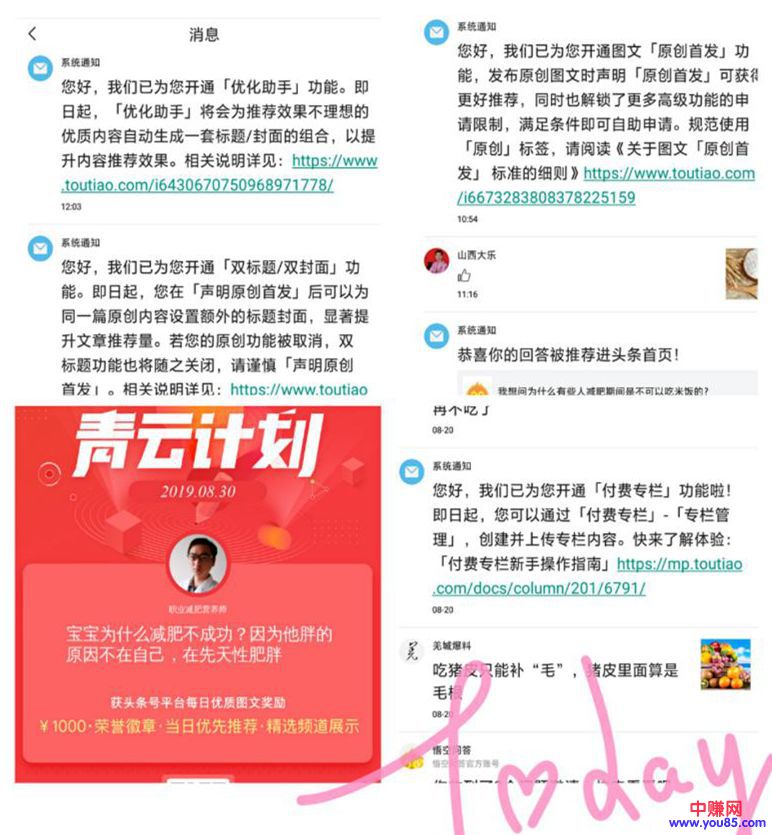 消息
系统通知
您好，我们已为您开通「优化助手」功能。即
日起，「优化助手」将会为推荐效果不理想的
优质内容自动生成一套标题/封面的组合，以提
升内容推荐效果。相关说明详见：https://www
.toutiao.com/i6430670750968971778/
12:03
系统通知
您好，我们已为您开通「双标题/双封面」功
能。即日起，您在「声明原创首发」后可以为
同一篇原创内容设置额外的标题封面，显著提
升文章推荐量。若您的原创功能被取消，双
标题功能也将随之关闭，请谨慎「声明原创
首发」。相关说明详见：https://www.toutiao
系统通知
您好，我们已为您开通图文「原创首发」功
能，发布原创图文时声明「原创首发」可获得
更好推荐，同时也解锁了更多高级功能的申
请限制，满足条件即可自助申请。规范使用
「原创」标签，请阅读《关于图文「原创首
发」 标准的细则》https://www.toutiao.com
/i6673283808378225159
10:54
山西大乐
11:16
系统通知
恭喜你的回答被推荐进头条首页！
我想问为什么有些人减肥期间是不可以吃米饭的?
青云计划
2019.08.30
职业减肥营养师
宝宝为什么减肥不成功？因为他胖的
原因不在自己，在先天性肥胖
获头条号平台每日优质图文奖励
¥1000·荣誉徽章·当日优先推荐·精选频道展示
再不吃了
08-20
系统通知
您好，我们已为您开通「付费专栏」功能啦！
即日起，您可以通过「付费专栏」-「专栏管
理」，创建并上传专栏内容。快来了解体验：
「付费专栏新手操作指南」https://mp.toutiao
.com/docs/column/201/6791/
08-20
羌城爆料
吃猪皮只能补“毛”，猪皮里面算是
毛根
08-20
悟空问答
悟空问答官方账号
today
中赚网
www.you85.com